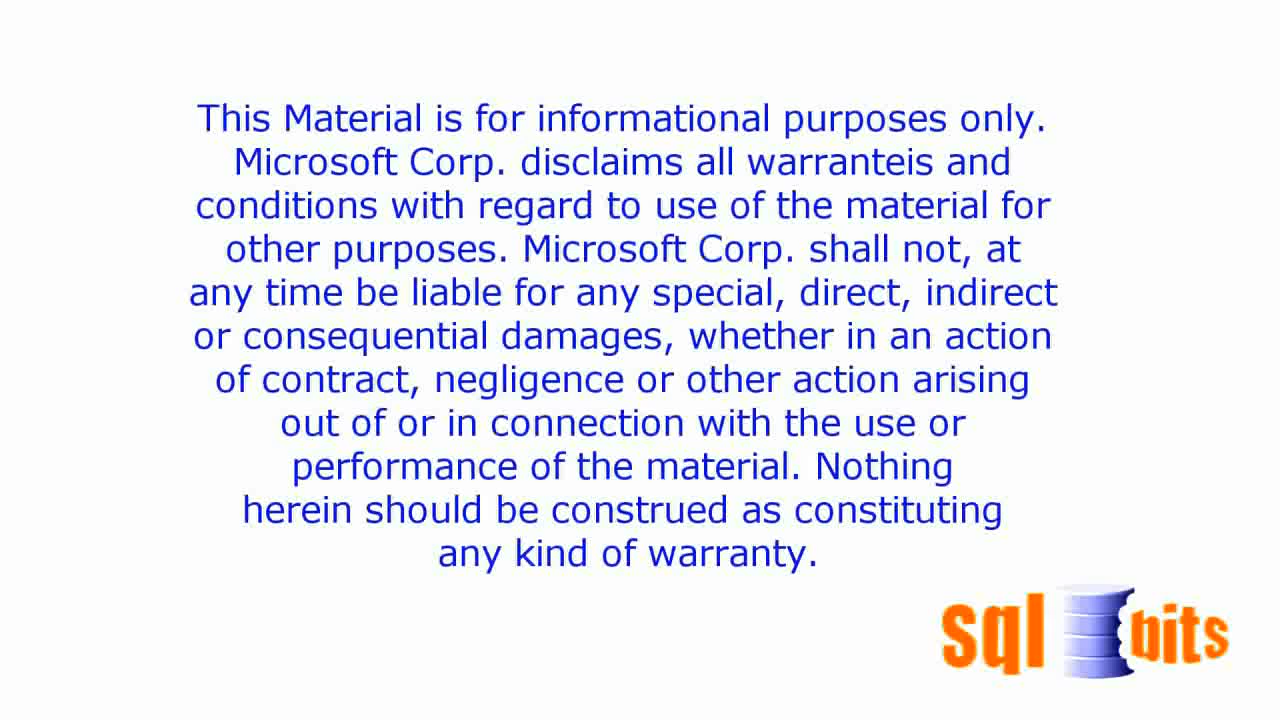 This Material is for informational purposes only.
Microsoft Corp. disclaims all warranteis and
conditions with regard to use of the material for
other purposes. Microsoft Corp. shall not, at
any time be liable for any special, direct, indirect
or consequential damages, whether in an action
of contract, negligence or other action arising
out of or in connection with the use or
performance of the material. Nothing
herein should be construed as constituting
any kind of warranty.
sql bits